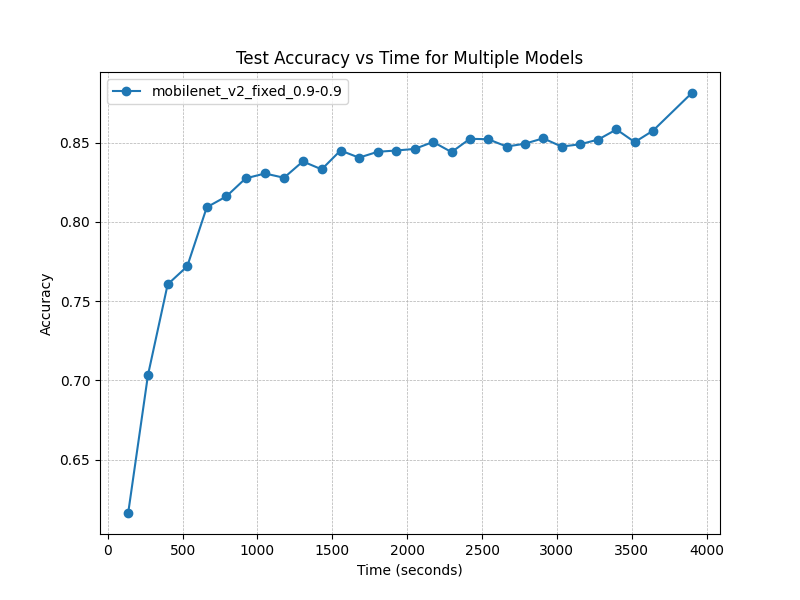 Test Accuracy vs Time for Multiple Models
mobilenet_v2_fixed_0.9-0.9
0.85
0.80
0.75
0.70
0.65
Accuracy
0 500 1000 1500 2000 2500 3000 3500 4000
Time (seconds)